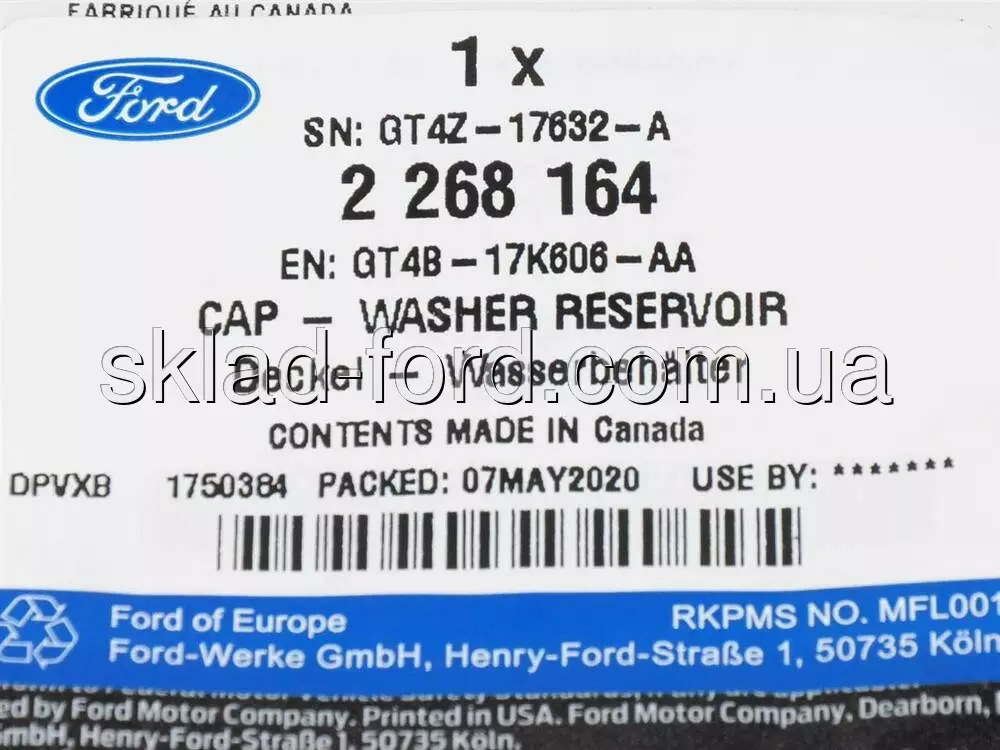 FABRIQUÉ AU CANADA
1 x
Ford
SN: GT4Z-17632-A
2 268 164
EN: GT4B-17K606-AA
CAP - WASHER RESERVOIR
sklad-ford.com.ua
Deckel - Wasserbehälter
CONTENTS MADE IN Canada
DPVXB 1750384 PACKED: 07MAY2020 USE BY: *******
Ford of Europe RKPMS NO. MFL001
Ford-Werke GmbH, Henry-Ford-Straße 1, 50735 Köln
ed by Ford Motor Company. Printed in USA. Ford Motor Company, Dearborn,
GmbH, Henry-Ford-Straße 1, 50735 Köln.